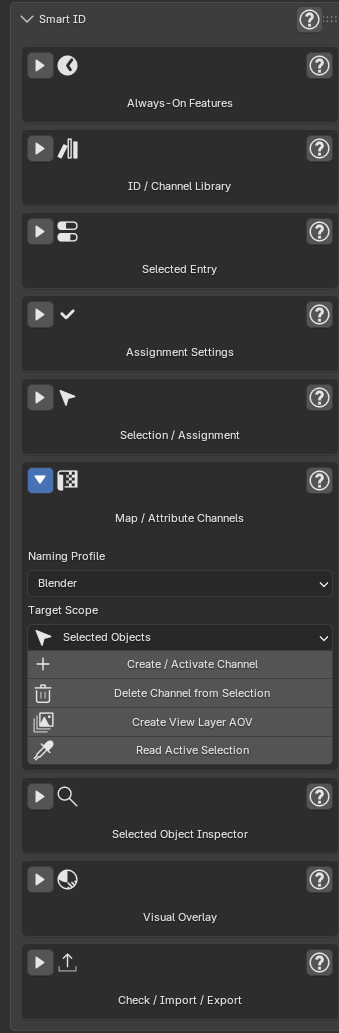 Smart ID
Always-On Features
ID / Channel Library
Selected Entry
Assignment Settings
Selection / Assignment
Map / Attribute Channels
Naming Profile
Blender
Target Scope
Selected Objects
Create / Activate Channel
Delete Channel from Selection
Create View Layer AOV
Read Active Selection
Selected Object Inspector
Visual Overlay
Check / Import / Export